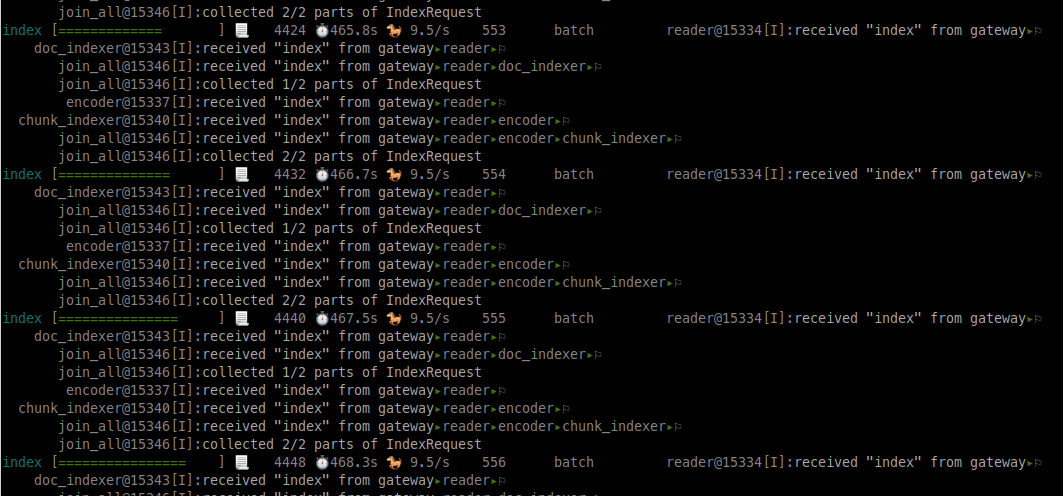 join_all@15346[I]:collected 2/2 parts of IndexRequest
index [============= ] 📃 4424 ⏱️465.8s 🐎 9.5/s 553 batch reader@15334[I]:received "index" from gateway▸⚐
doc_indexer@15343[I]:received "index" from gateway▸reader▸⚐
join_all@15346[I]:received "index" from gateway▸reader▸doc_indexer▸⚐
join_all@15346[I]:collected 1/2 parts of IndexRequest
encoder@15337[I]:received "index" from gateway▸reader▸⚐
chunk_indexer@15340[I]:received "index" from gateway▸reader▸encoder▸⚐
join_all@15346[I]:received "index" from gateway▸reader▸encoder▸chunk_indexer▸⚐
join_all@15346[I]:collected 2/2 parts of IndexRequest
index [============== ] 📃 4432 ⏱️466.7s 🐎 9.5/s 554 batch reader@15334[I]:received "index" from gateway▸⚐
doc_indexer@15343[I]:received "index" from gateway▸reader▸⚐
join_all@15346[I]:received "index" from gateway▸reader▸doc_indexer▸⚐
join_all@15346[I]:collected 1/2 parts of IndexRequest
encoder@15337[I]:received "index" from gateway▸reader▸⚐
chunk_indexer@15340[I]:received "index" from gateway▸reader▸encoder▸⚐
join_all@15346[I]:received "index" from gateway▸reader▸encoder▸chunk_indexer▸⚐
join_all@15346[I]:collected 2/2 parts of IndexRequest
index [=============== ] 📃 4440 ⏱️467.5s 🐎 9.5/s 555 batch reader@15334[I]:received "index" from gateway▸⚐
doc_indexer@15343[I]:received "index" from gateway▸reader▸⚐
join_all@15346[I]:received "index" from gateway▸reader▸doc_indexer▸⚐
join_all@15346[I]:collected 1/2 parts of IndexRequest
encoder@15337[I]:received "index" from gateway▸reader▸⚐
chunk_indexer@15340[I]:received "index" from gateway▸reader▸encoder▸⚐
join_all@15346[I]:received "index" from gateway▸reader▸encoder▸chunk_indexer▸⚐
join_all@15346[I]:collected 2/2 parts of IndexRequest
index [================ ] 📃 4448 ⏱️468.3s 🐎 9.5/s 556 batch reader@15334[I]:received "index" from gateway▸⚐
doc_indexer@15343[I]:received "index" from gateway▸reader▸⚐